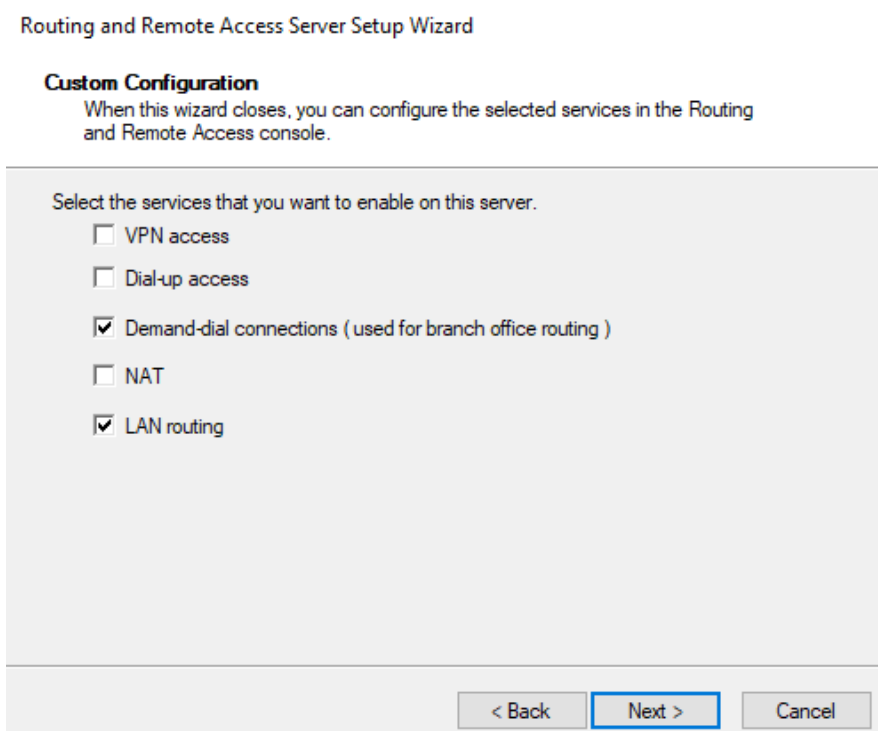 Routing and Remote Access Server Setup Wizard
Custom Configuration
When this wizard closes, you can configure the selected services in the Routing
and Remote Access console.
Select the services that you want to enable on this server.
VPN access
Dial-up access
Demand-dial connections ( used for branch office routing )
NAT
LAN routing
< Back Next > Cancel